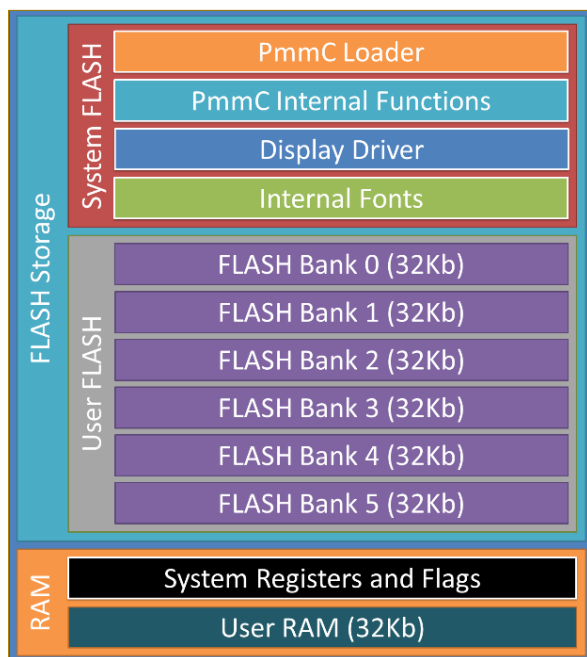 FLASH Storage
System FLASH
PmmC Loader
PmmC Internal Functions
Display Driver
Internal Fonts
User FLASH
FLASH Bank 0 (32Kb)
FLASH Bank 1 (32Kb)
FLASH Bank 2 (32Kb)
FLASH Bank 3 (32Kb)
FLASH Bank 4 (32Kb)
FLASH Bank 5 (32Kb)
RAM
System Registers and Flags
User RAM (32Kb)